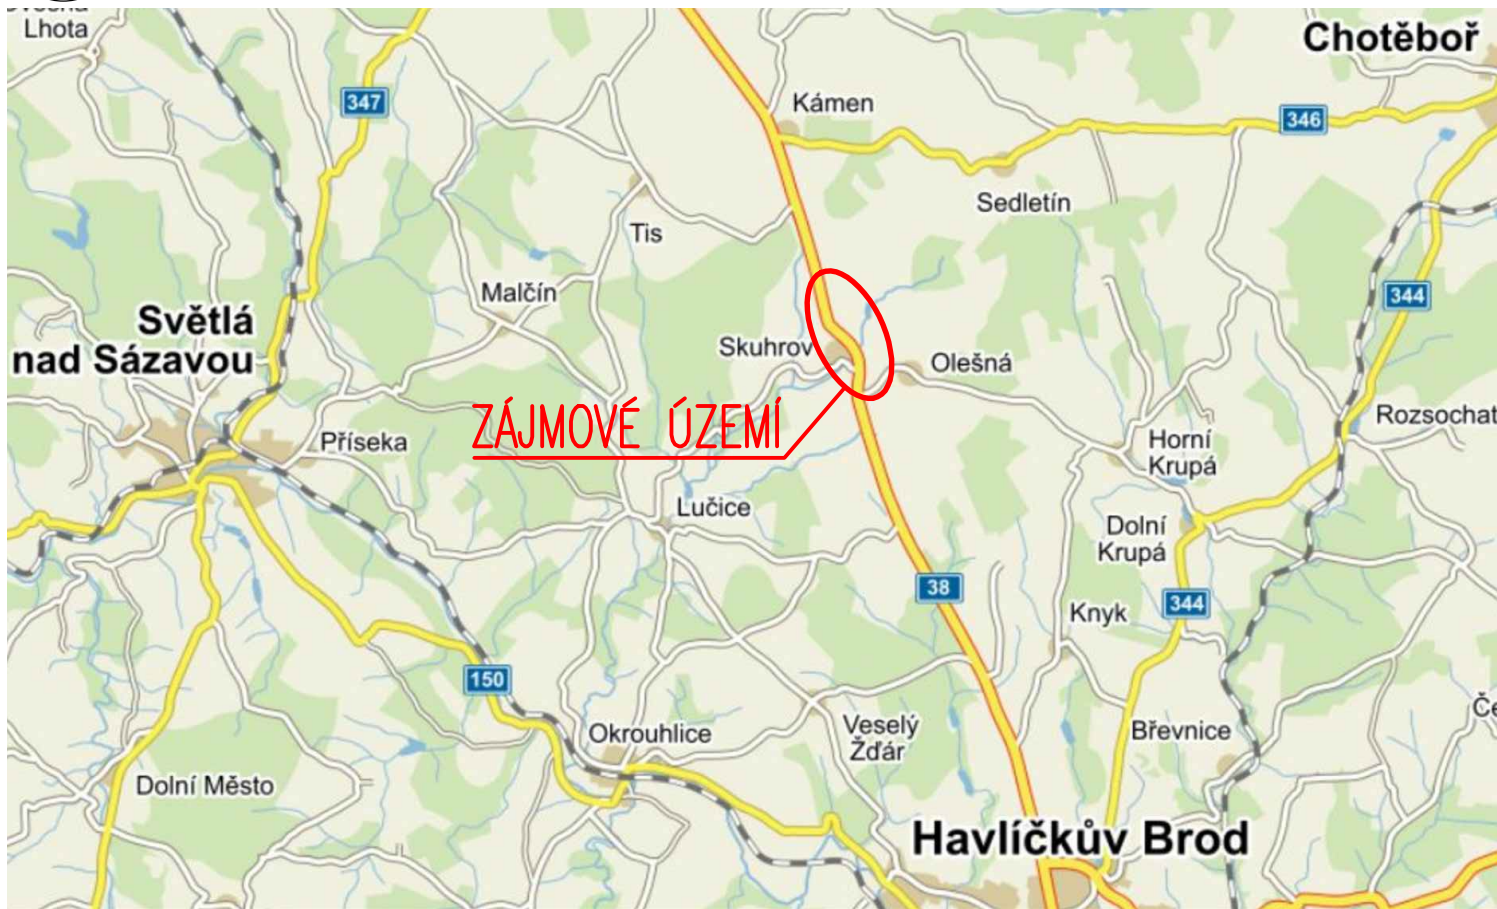 Lhota
Chotěboř
347
Kámen
346
Sedletín
Tis
Malčín
344
Světlá
nad Sázavou
Skuhrov
Olešná
ZÁJMOVÉ ÚZEMÍ
Příseka
Rozsochat
Horní
Krupá
Lučice
Dolní
Krupá
38
Knyk
344
150
Okrouhlice
Veselý
Žďár
Břevnice
Če
Dolní Město
Havlíčkův Brod